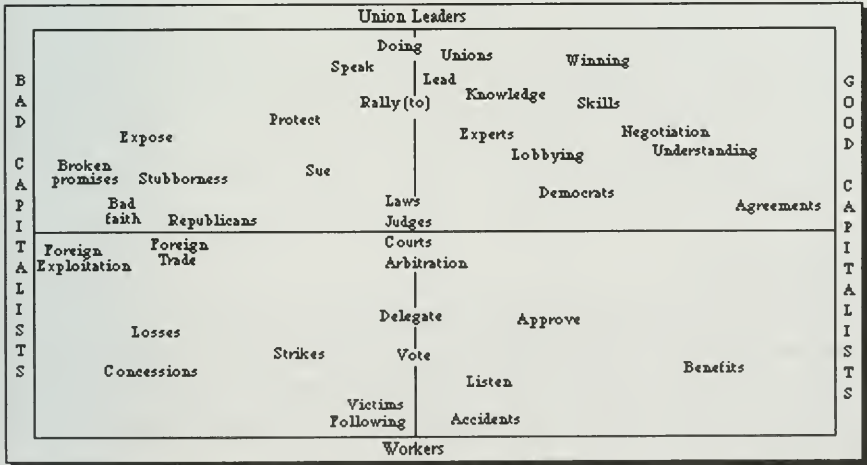 Union Leaders
Doing
Unions
Speak
Winning
Lead
Rally(to)
Knowledge
Skills
Protect
Expose
Experts
Negotiation
Lobbying
Understanding
Broken
promises
Stubborness
Sue
Democrats
Bad
faith
Republicans
Laws
Agreements
Judges
Foreign
Exploitation
Foreign
Trade
Courts
Arbitration
Delegate
Approve
Losses
Strikes
Vote
Concessions
Listen
Benefits
Victims
Following
Accidents
Workers
BAD CAPITALISTS
GOOD CAPITALISTS